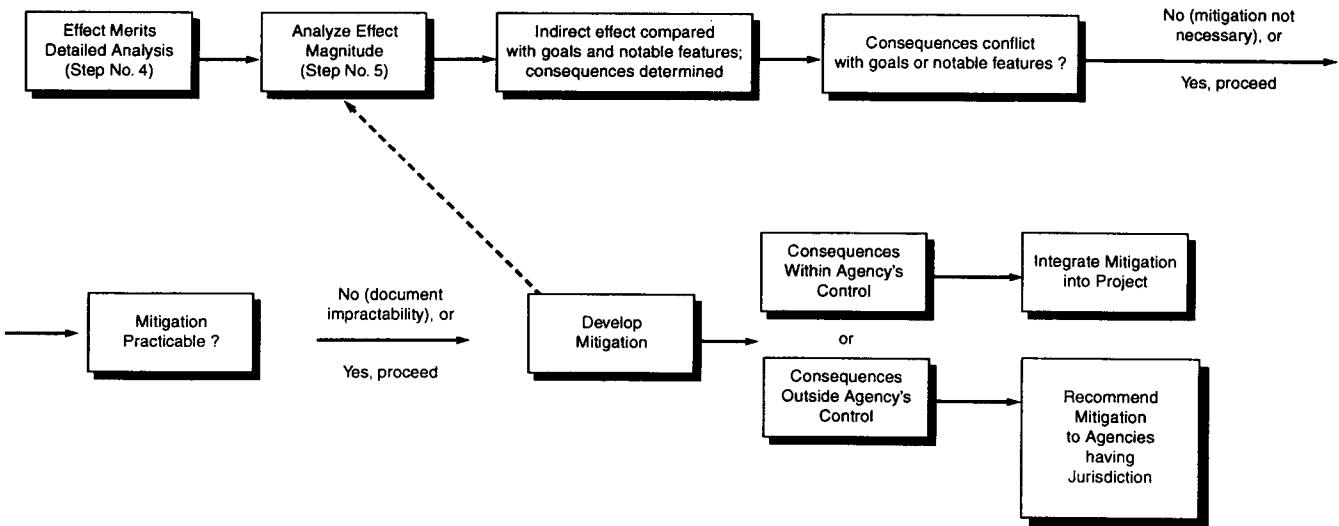 Effect Merits
Detailed Analysis
(Step No. 4)
Analyze Effect
Magnitude
(Step No. 5)
Indirect effect compared
with goals and notable features;
consequences determined
Consequences conflict
with goals or notable features ?
No (mitigation not
necessary), or
Yes, proceed
Mitigation
Practicable ?
No (document
impractability), or
Yes, proceed
Develop
Mitigation
Consequences
Within Agency's
Control
or
Consequences
Outside Agency's
Control
Integrate Mitigation
into Project
Recommend
Mitigation
to Agencies
having
Jurisdiction